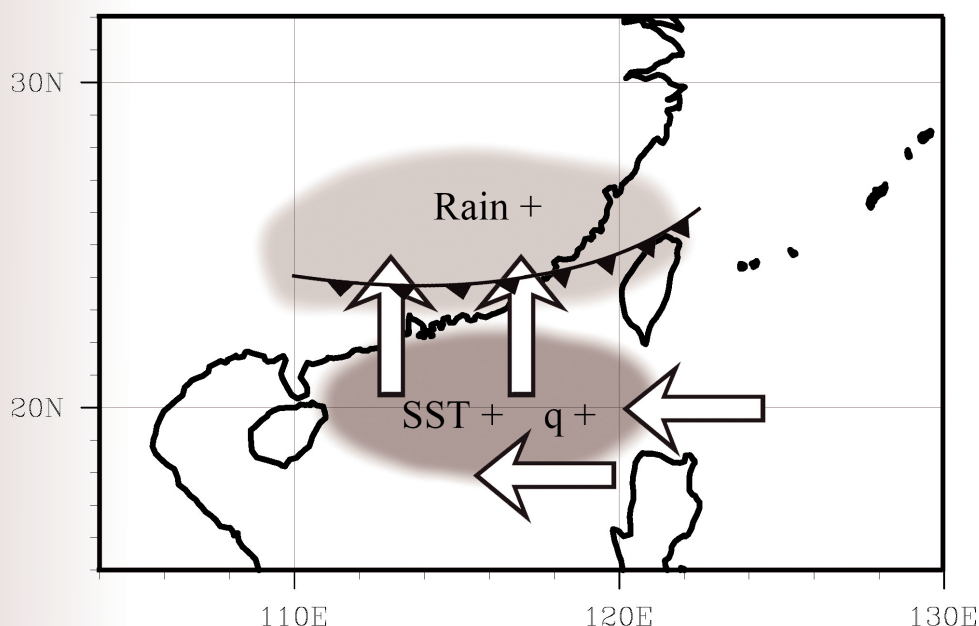 30N
Rain +
20N
SST + q +
110E 120E 130E